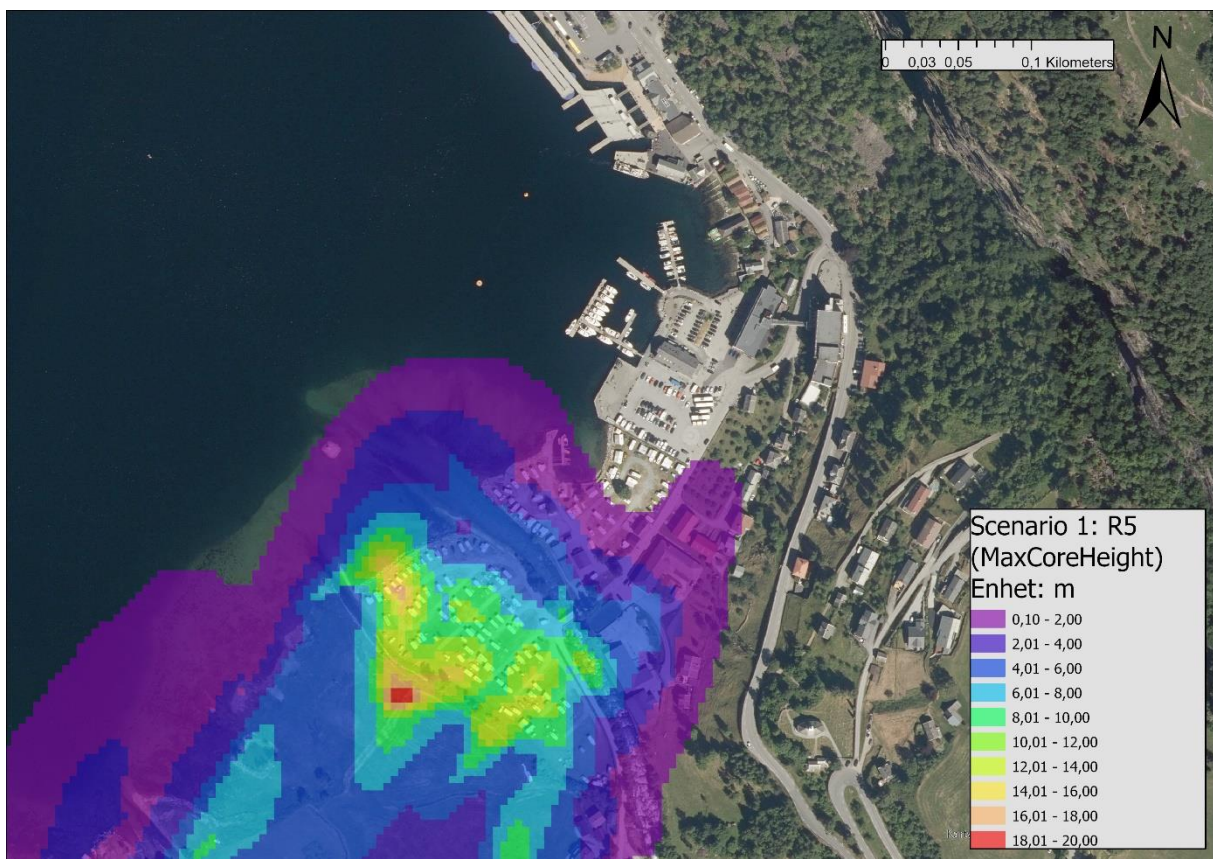 0 0,03 0,05 0,1 Kilometers
N
Scenario 1: R5
(MaxCoreHeight)
Enhet: m
0,10 - 2,00
2,01 - 4,00
4,01 - 6,00
6,01 - 8,00
8,01 - 10,00
10,01 - 12,00
12,01 - 14,00
14,01 - 16,00
16,01 - 18,00
18,01 - 20,00